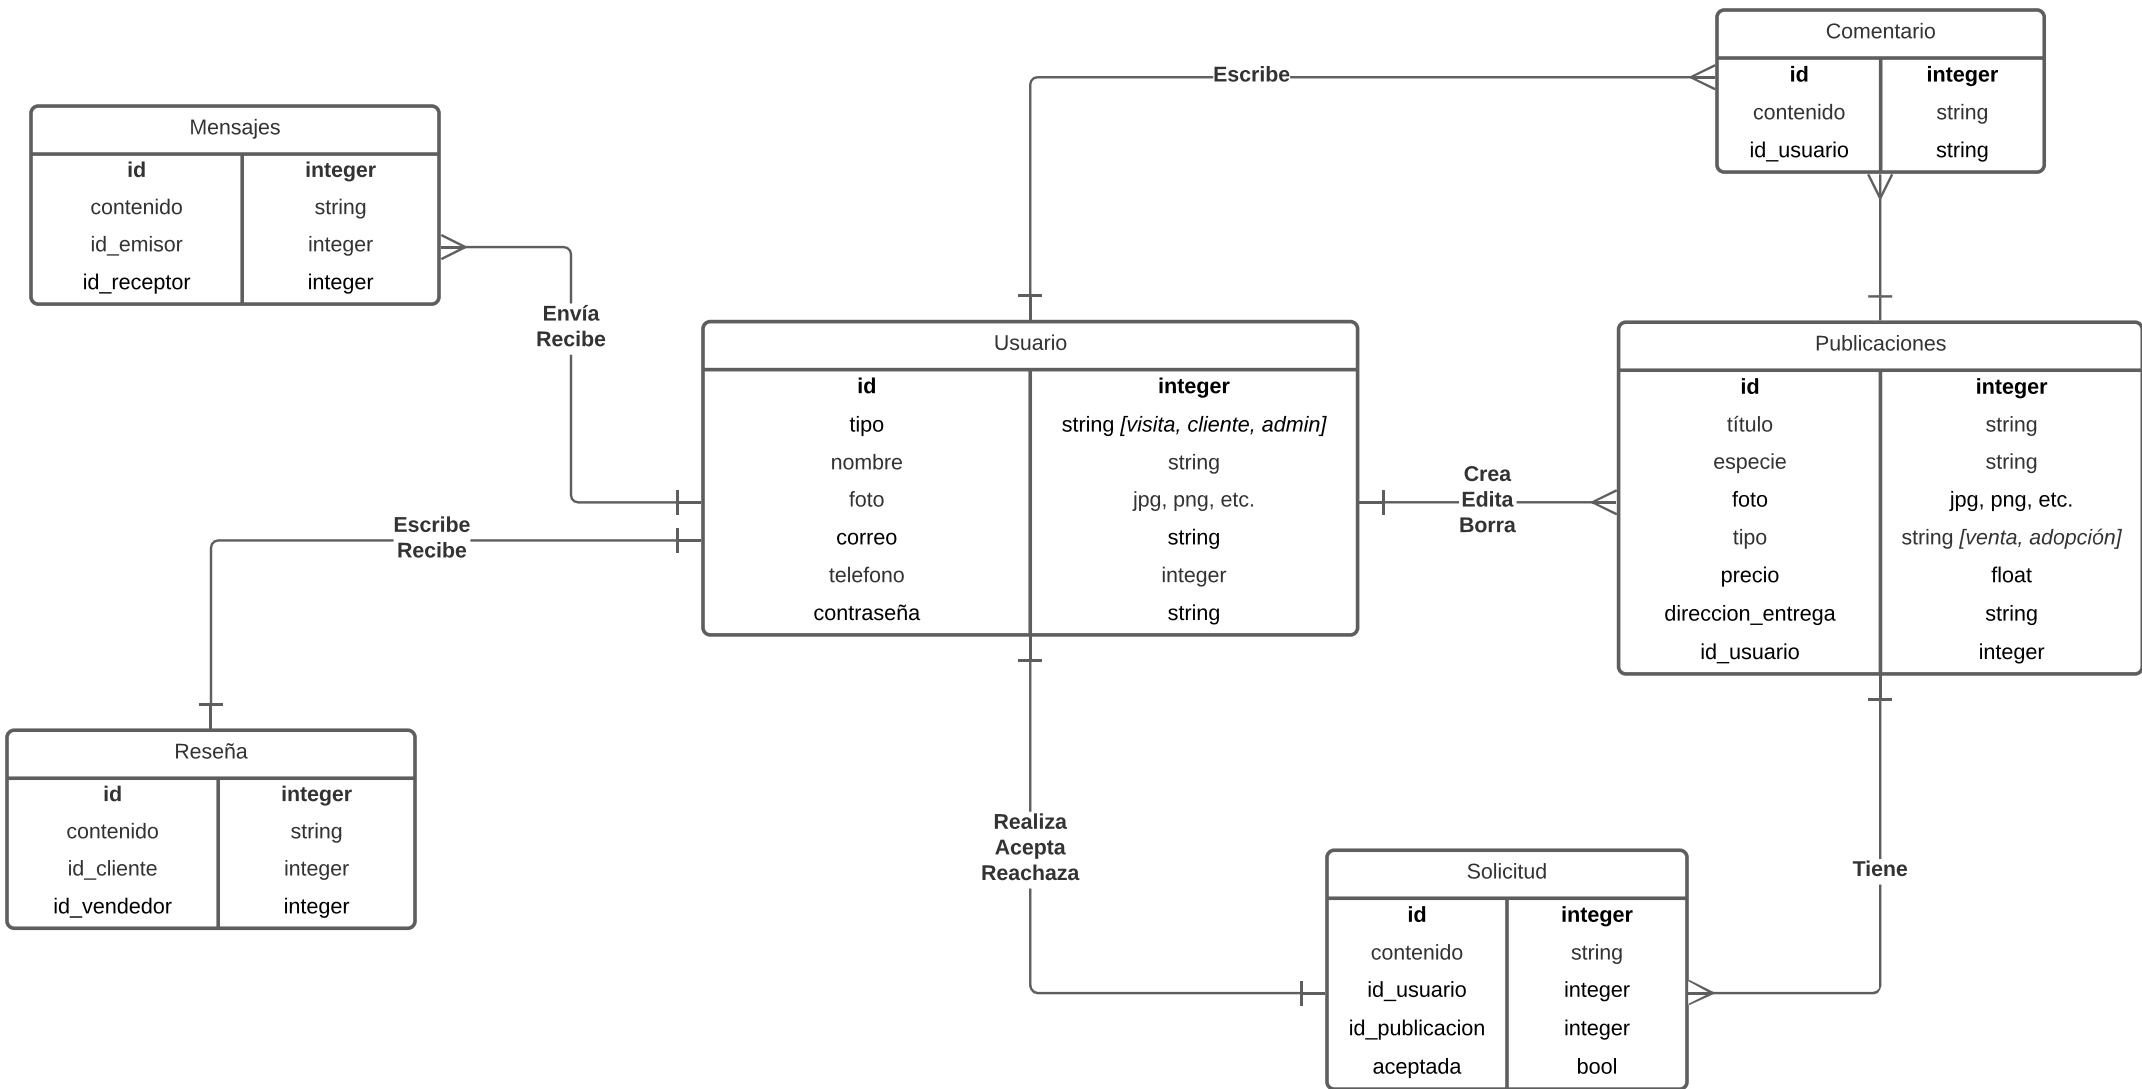 Comentario
id integer
contenido string
id_usuario string
Escribe
Mensajes
id integer
contenido string
id_emisor integer
id_receptor integer
Envía
Recibe
Usuario
id integer
tipo string [visita, cliente, admin]
nombre string
foto jpg, png, etc.
correo string
telefono integer
contraseña string
Crea
Edita
Borra
Publicaciones
id integer
título string
especie string
foto jpg, png, etc.
tipo string [venta, adopción]
precio float
direccion_entrega string
id_usuario integer
Escribe
Recibe
Reseña
id integer
contenido string
id_cliente integer
id_vendedor integer
Realiza
Acepta
Reachaza
Solicitud
id integer
contenido string
id_usuario integer
id_publicacion integer
aceptada bool
Tiene